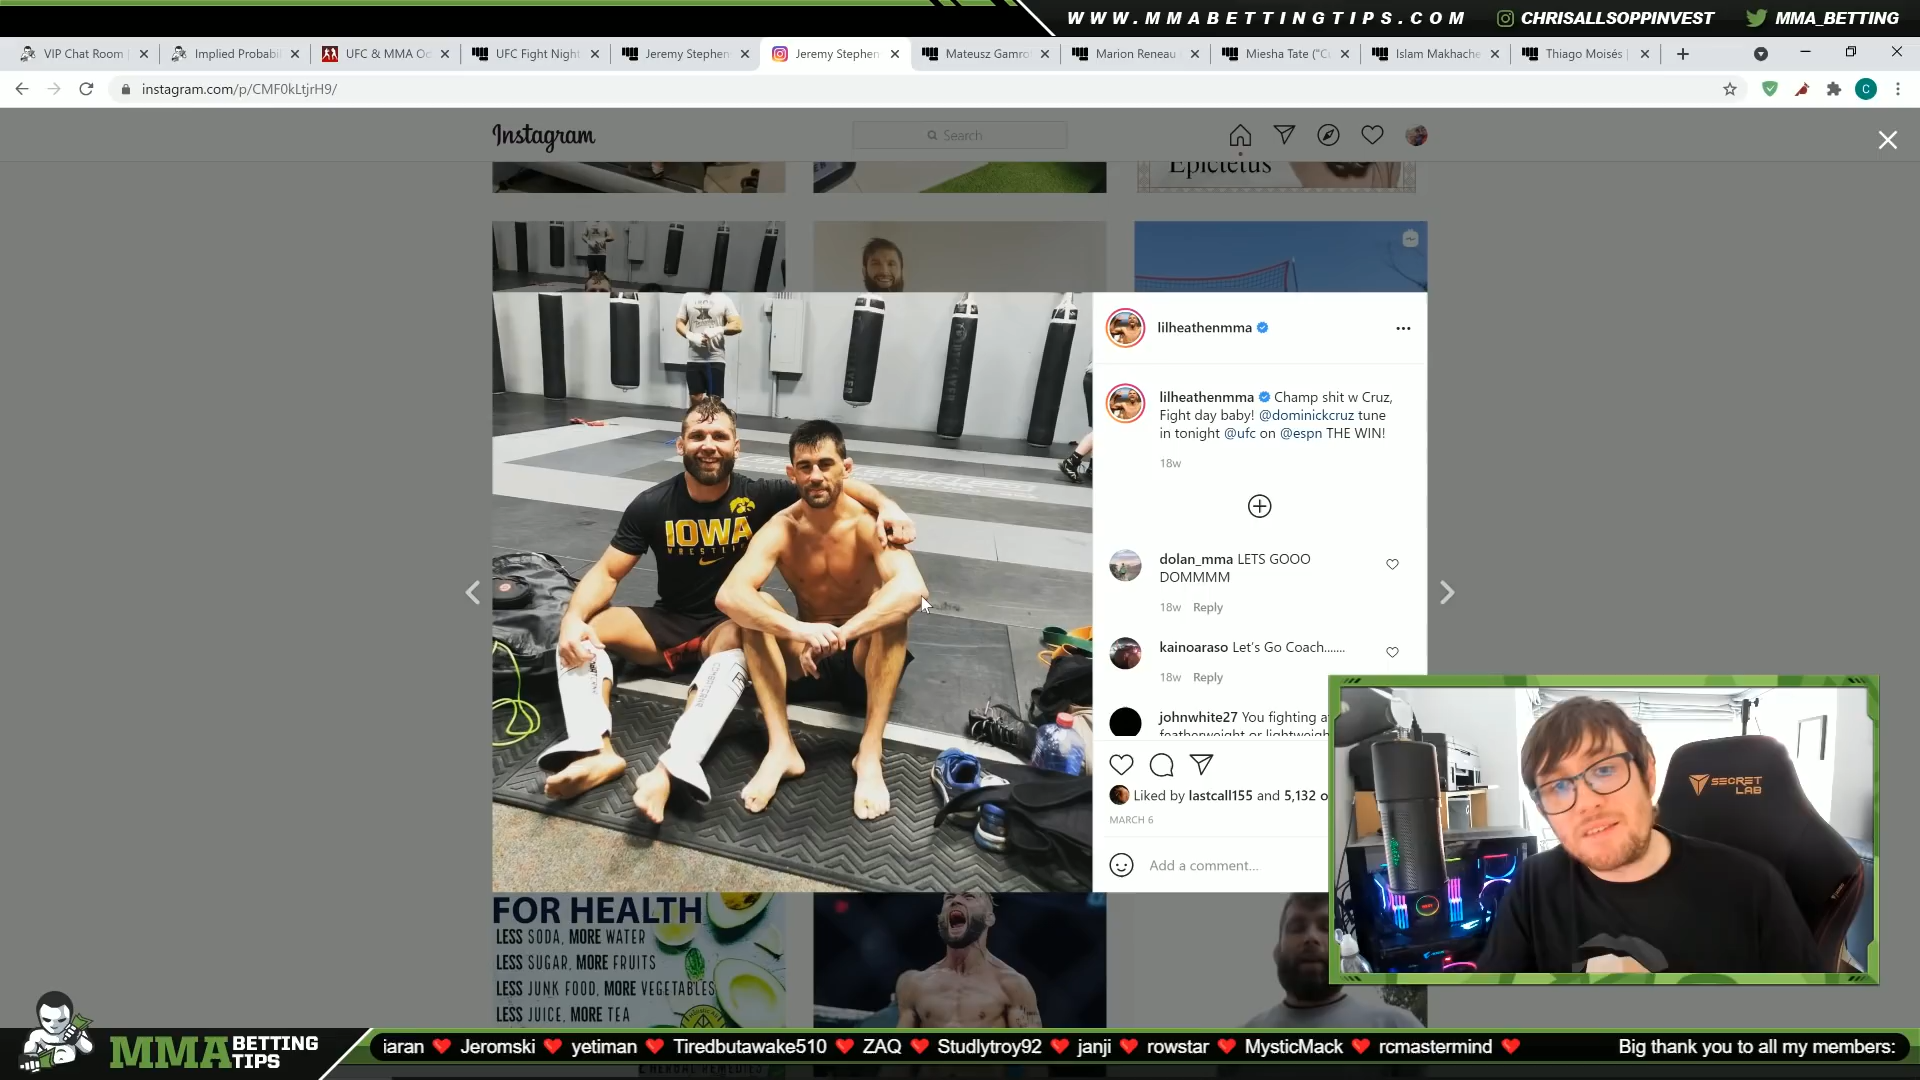 WWW.MMABETTINGTIPS.COM
CHRISALLSOPPINVEST
MMA_BETTING
VIP Chat Room
Implied Probabi
UFC & MMA Od
UFC Fight Night
Jeremy Stephen
Jeremy Stephen
Mateusz Gamro
Marion Reneau
Miesha Tate ("Cu
Islam Makhache
Thiago Moisés |
instagram.com/p/CMF0kLtjrH9/
C
Instagram
Search
Epictetus
lilheathenmma
lilheathenmma Champ shit w Cruz,
Fight day baby! @dominickcruz tune
in tonight @ufc on @espn THE WIN!
18w
dolan_mma LETS GOOO
DOMMMM
18w Reply
kainoaraso Let's Go Coach.......
18w Reply
johnwhite27 You fighting a
featherweight or lightweigh
Liked by lastcall155 and 5,132 o
MARCH 6
Add a comment...
IOWA
WRESTLI
SECRET
LAB
FOR HEALTH
LESS SODA, MORE WATER
LESS SUGAR, MORE FRUITS
LESS JUNK FOOD, MORE VEGETABLES
LESS JUICE, MORE TEA
MMA BETTING
TIPS
iaran ❤ Jeromski ❤ yetiman ❤ Tiredbutawake510 ❤ ZAQ ❤ Studlytroy92 ❤ janji ❤ rowstar ❤ MysticMack ❤ rcmastermind ❤ Big thank you to all my members: